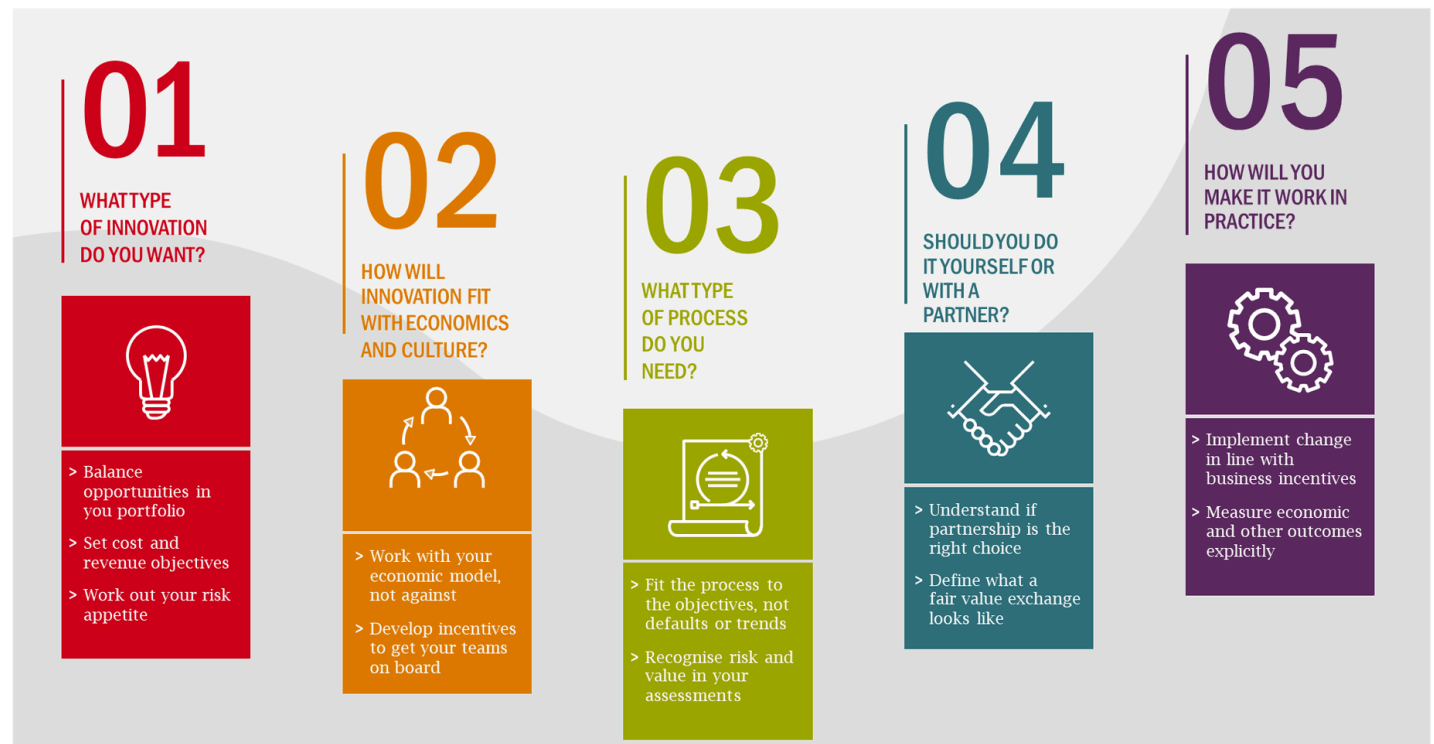 01
WHAT TYPE
OF INNOVATION
DO YOU WANT?
> Balance
opportunities in
you portfolio
> Set cost and
revenue objectives
> Work out your risk
appetite
02
HOW WILL
INNOVATION FIT
WITH ECONOMICS
AND CULTURE?
> Work with your
economic model,
not against
> Develop incentives
to get your teams
on board
03
WHAT TYPE
OF PROCESS
DO YOU
NEED?
> Fit the process to
the objectives, not
defaults or trends
> Recognise risk and
value in your
assessments
04
SHOULD YOU DO
IT YOURSELF OR
WITH A
PARTNER?
> Understand if
partnership is the
right choice
> Define what a
fair value exchange
looks like
05
HOW WILL YOU
MAKE IT WORK IN
PRACTICE?
> Implement change
in line with
business incentives
> Measure economic
and other outcomes
explicitly